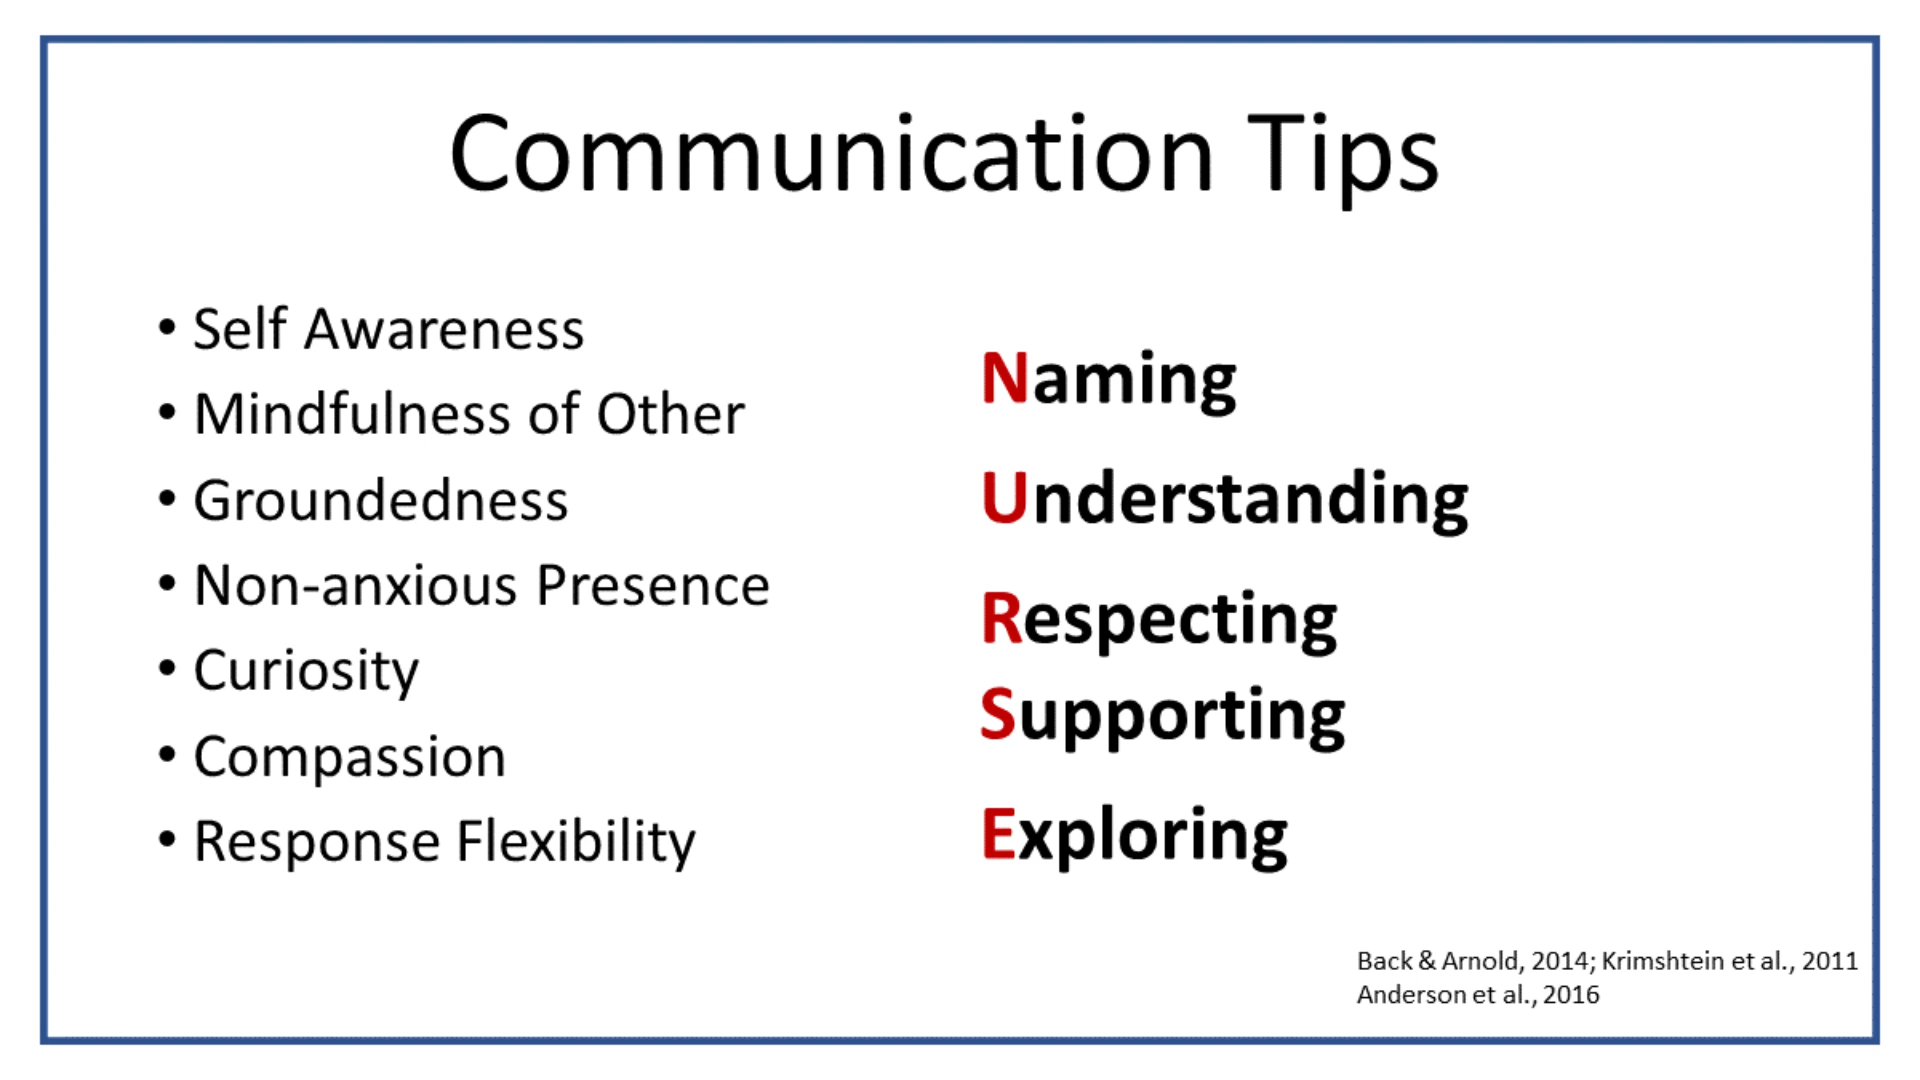 Communication Tips
• Self Awareness
• Mindfulness of Other
• Groundedness
• Non-anxious Presence
• Curiosity
• Compassion
• Response Flexibility
Naming
Understanding
Respecting
Supporting
Exploring
Back & Arnold, 2014; Krimshtein et al., 2011
Anderson et al., 2016